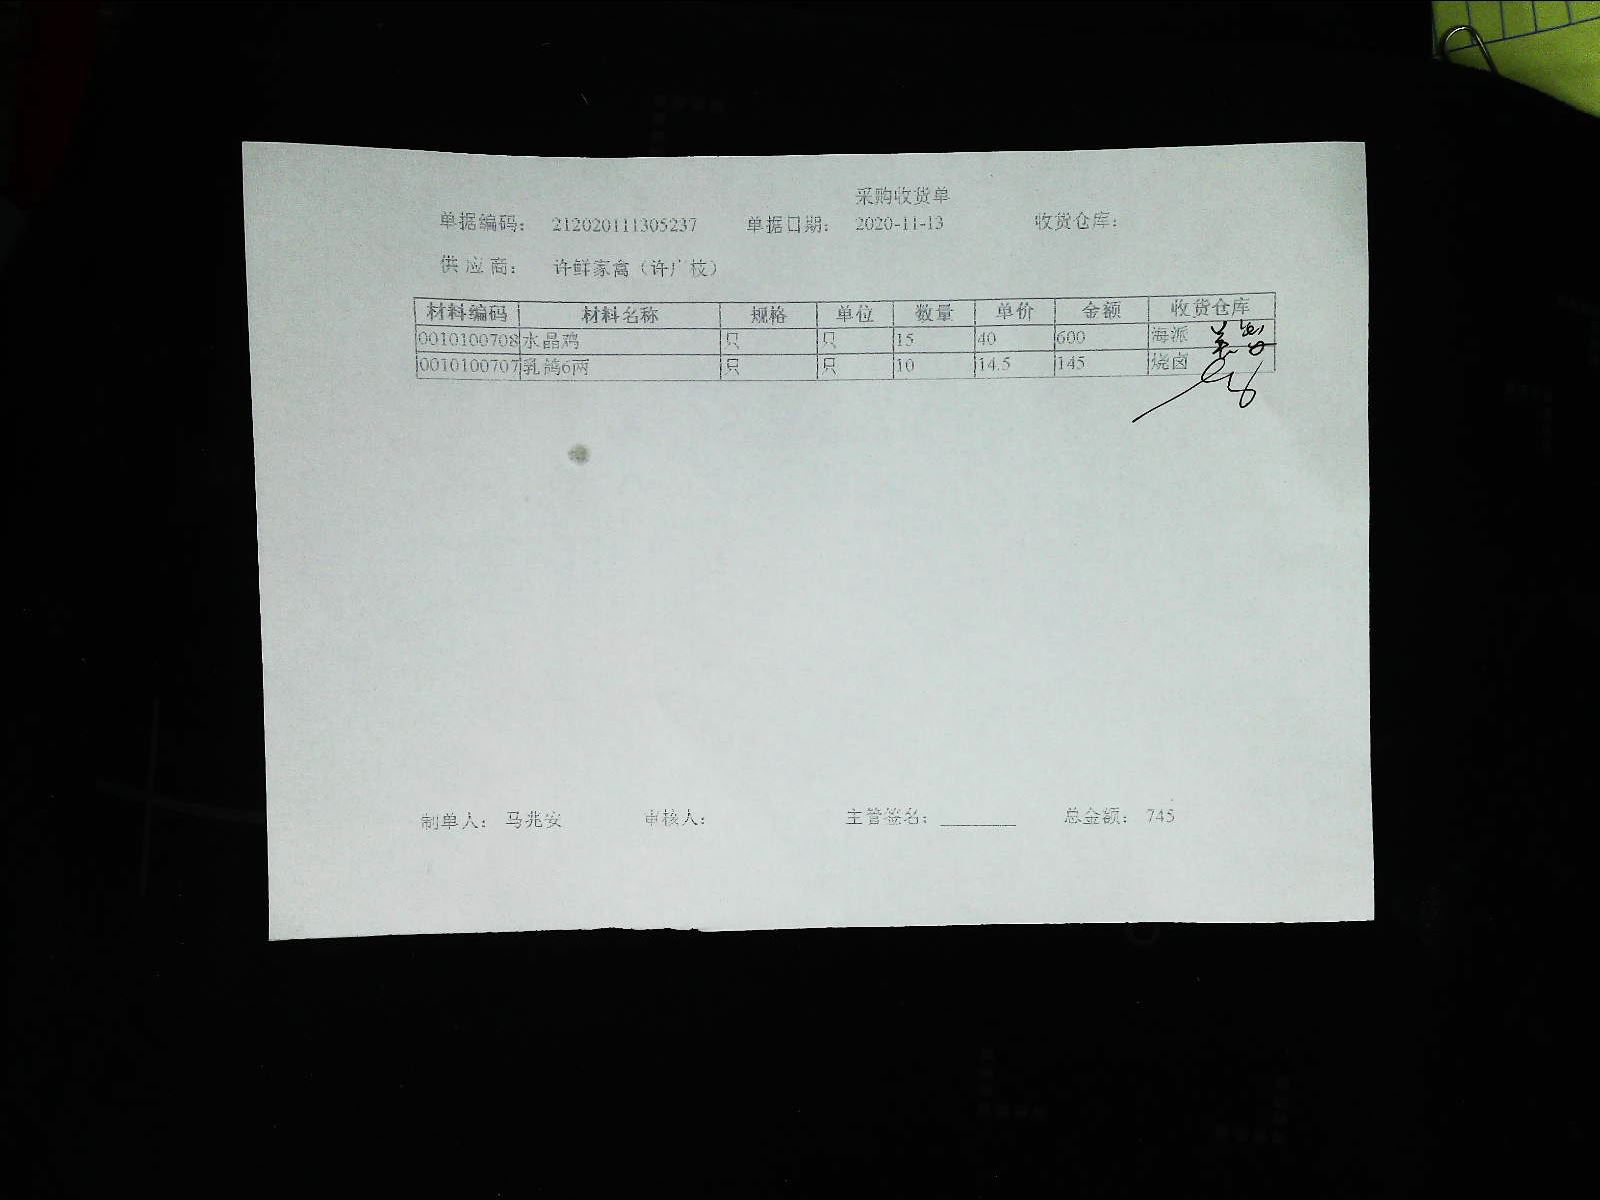 采购收货单
单据编码： 212020111305237 单据日期： 2020-11-13 收货仓库：
供 应 商： 许鲜家禽（许广枝）
材料编码 材料名称 规格 单位 数量 单价 金额 收货仓库
0010100708 水晶鸡 只 只 15 40 600 海派
0010100707 乳鸽6两 只 只 10 14.5 145 烧卤
制单人： 马兆安 审核人： 主管签名： ________ 总金额： 745